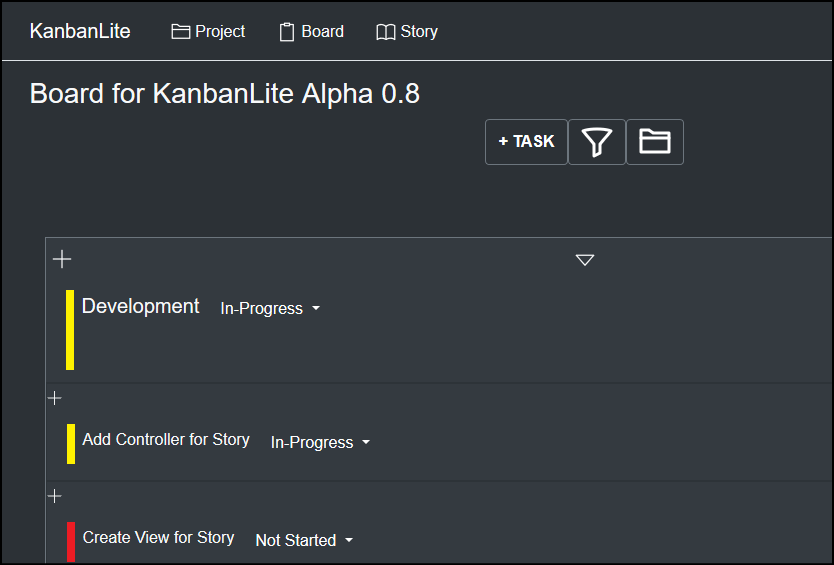 KanbanLite Project Board Story
Board for KanbanLite Alpha 0.8
+ TASK
Development In-Progress
Add Controller for Story In-Progress
Create View for Story Not Started